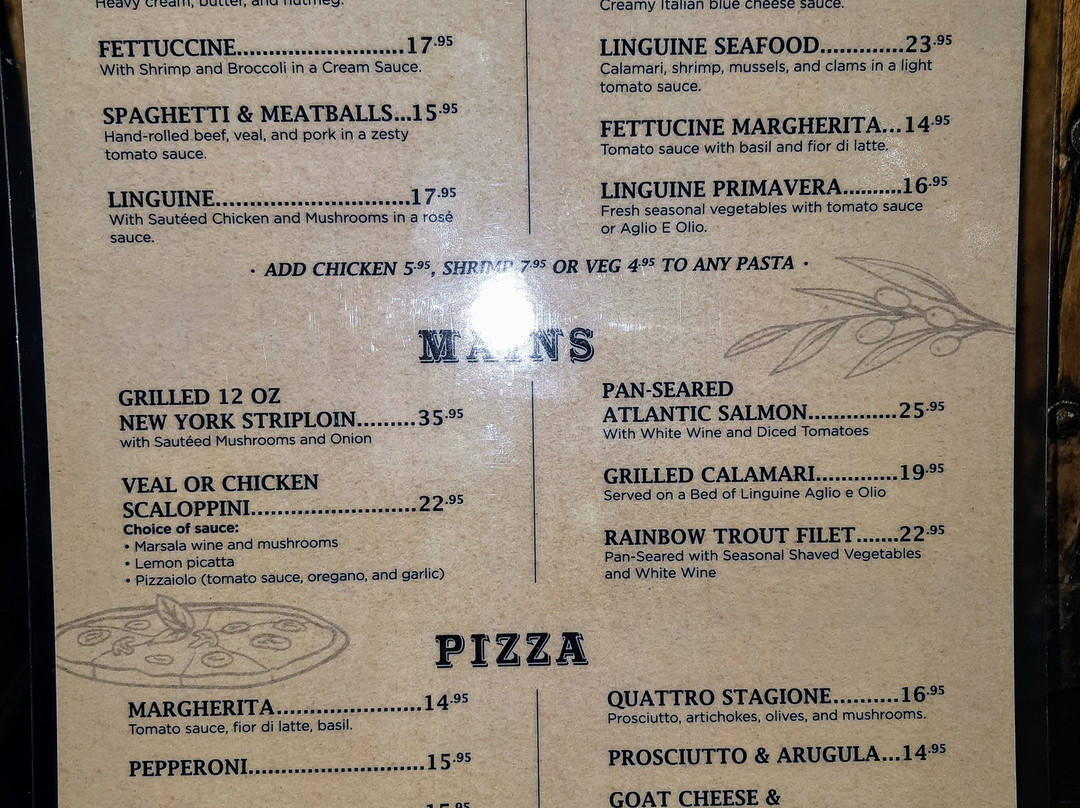 Heavy cream, butter, and nutmeg.
FETTUCCINE........................17.95
With Shrimp and Broccoli in a Cream Sauce.
SPAGHETTI & MEATBALLS...15.95
Hand-rolled beef, veal, and pork in a zesty
tomato sauce.
LINGUINE............................17.95
With Sautéed Chicken and Mushrooms in a rosé
sauce.
Creamy Italian blue cheese sauce.
LINGUINE SEAFOOD............23.95
Calamari, shrimp, mussels, and clams in a light
tomato sauce.
FETTUCINE MARGHERITA...14.95
Tomato sauce with basil and fior di latte.
LINGUINE PRIMAVERA..........16.95
Fresh seasonal vegetables with tomato sauce
or Aglio E Olio.
· ADD CHICKEN 5.95, SHRIMP 7.95 OR VEG 4.95 TO ANY PASTA ·
MAINS
GRILLED 12 OZ
NEW YORK STRIPLOIN.........35.95
with Sautéed Mushrooms and Onion
VEAL OR CHICKEN
SCALOPPINI........................22.95
Choice of sauce:
• Marsala wine and mushrooms
• Lemon picatta
• Pizzaiolo (tomato sauce, oregano, and garlic)
PAN-SEARED
ATLANTIC SALMON.............25.95
With White Wine and Diced Tomatoes
GRILLED CALAMARI............19.95
Served on a Bed of Linguine Aglio e Olio
RAINBOW TROUT FILET.......22.95
Pan-Seared with Seasonal Shaved Vegetables
and White Wine
PIZZA
MARGHERITA......................14.95
Tomato sauce, fior di latte, basil.
PEPPERONI..........................15.95
15.95
QUATTRO STAGIONE..........16.95
Prosciutto, artichokes, olives, and mushrooms.
PROSCIUTTO & ARUGULA...14.95
GOAT CHEESE &